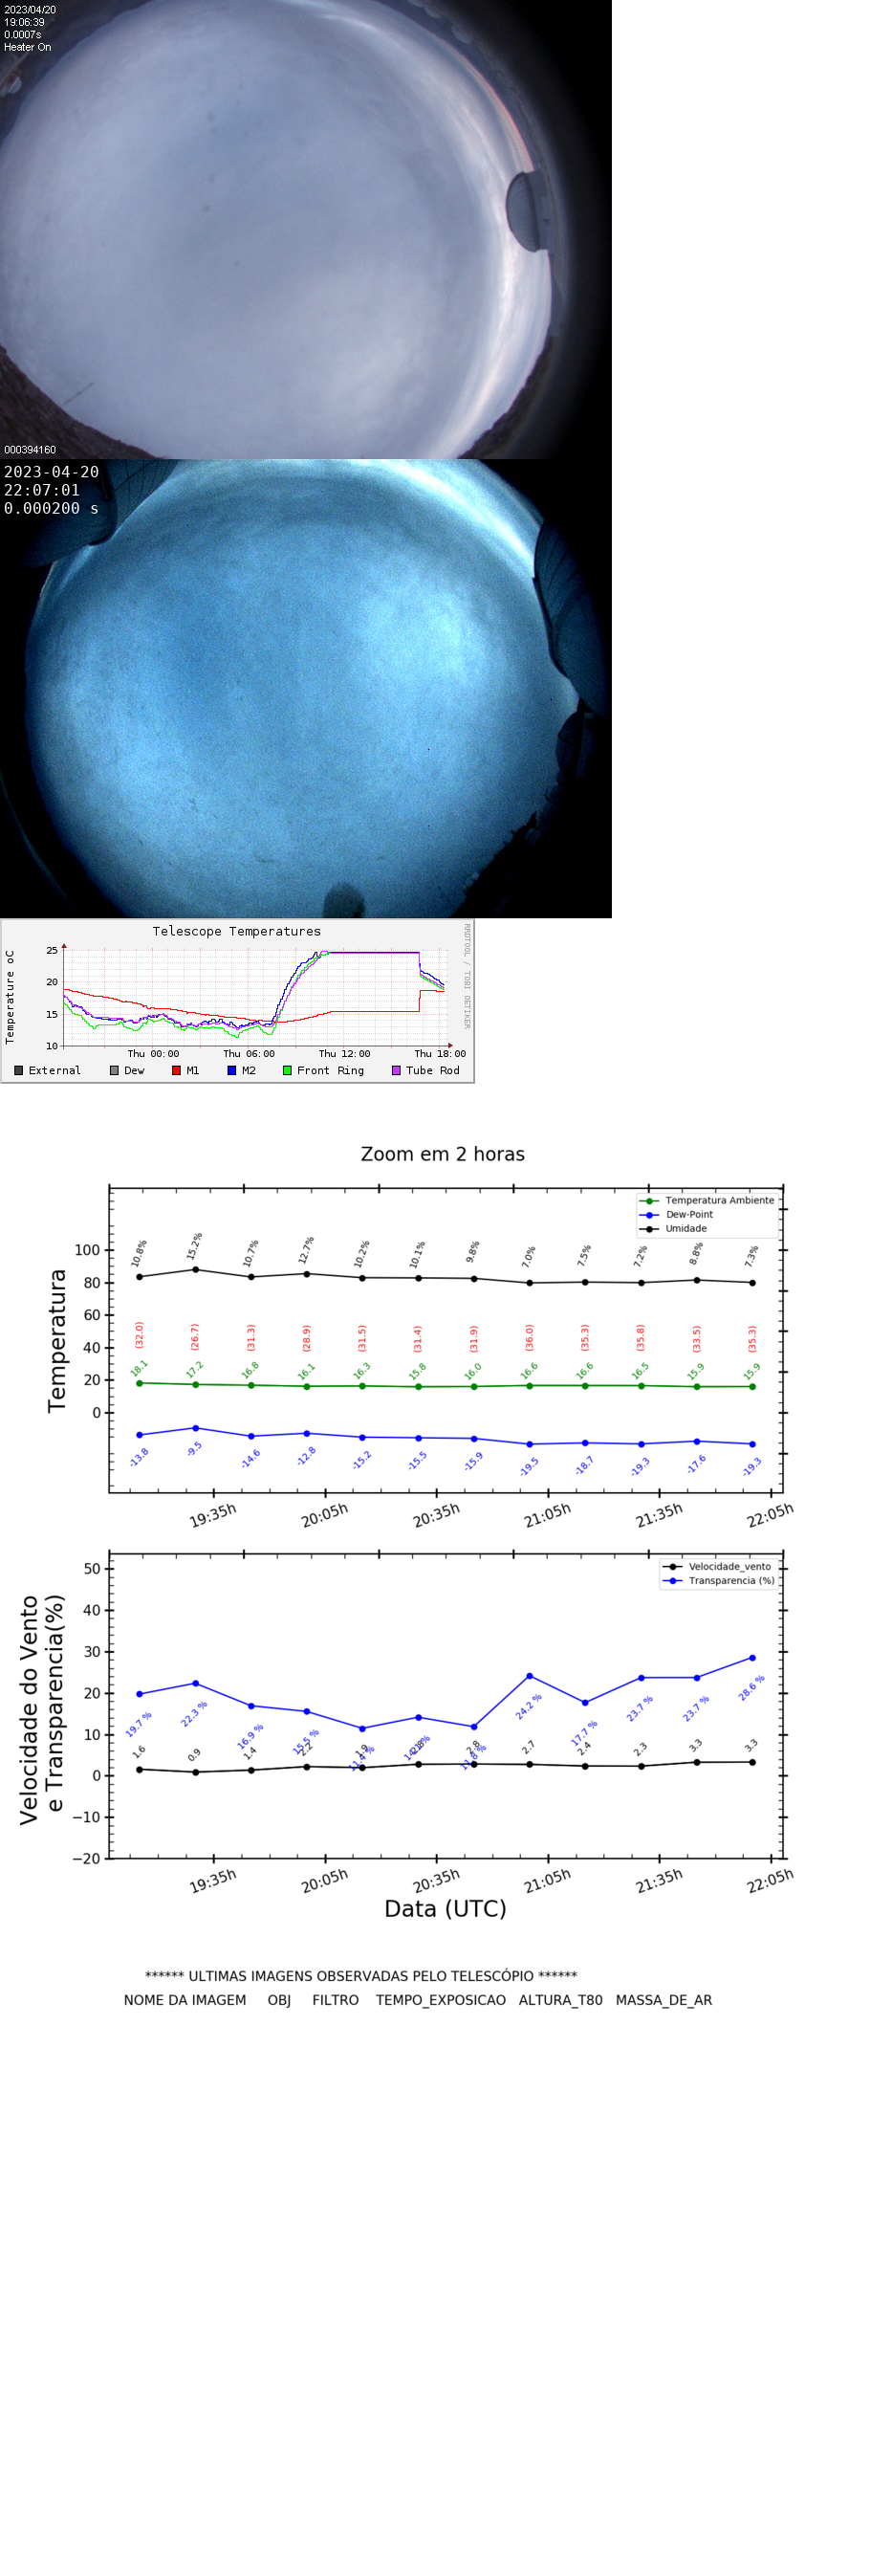 2023/04/20
19:06:39
0.0007s
Heater On
000394160
2023-04-20
22:07:01
0.000200 s
Telescope Temperatures
RRDTOOL / TOBI OETIKER
Temperature oC
25
20
15
10
Thu 00:00 Thu 06:00 Thu 12:00 Thu 18:00
External Dew M1 M2 Front Ring Tube Rod
Zoom em 2 horas
Temperatura Ambiente
Dew-Point
Umidade
Temperatura
100
80
60
40
20
0
10.8% 15.2% 10.7% 12.7% 10.2% 10.1% 9.8% 7.0% 7.5% 7.2% 8.8% 7.3%
(32.0) (26.7) (31.3) (28.9) (31.5) (31.4) (31.9) (36.0) (35.3) (35.8) (33.5) (35.3)
18.1 17.2 16.8 16.1 16.3 15.8 16.0 16.6 16.6 16.5 15.9 15.9
-13.8 -9.5 -14.6 -12.8 -15.2 -15.5 -15.9 -19.5 -18.7 -19.3 -17.6 -19.3
19:35h 20:05h 20:35h 21:05h 21:35h 22:05h
Velocidade_vento
Transparencia (%)
Velocidade do Vento
e Transparencia(%)
50
40
30
20
10
0
−10
−20
19.7 % 22.3 % 16.9 % 15.5 % 24.2 % 17.7 % 23.7 % 23.7 % 28.6 %
1.6 0.9 1.4 2.2 1.9 2.8 2.8 2.7 2.4 2.3 3.3 3.3
19:35h 20:05h 20:35h 21:05h 21:35h 22:05h
Data (UTC)
****** ULTIMAS IMAGENS OBSERVADAS PELO TELESCÓPIO ******
NOME DA IMAGEM OBJ FILTRO TEMPO_EXPOSICAO ALTURA_T80 MASSA_DE_AR